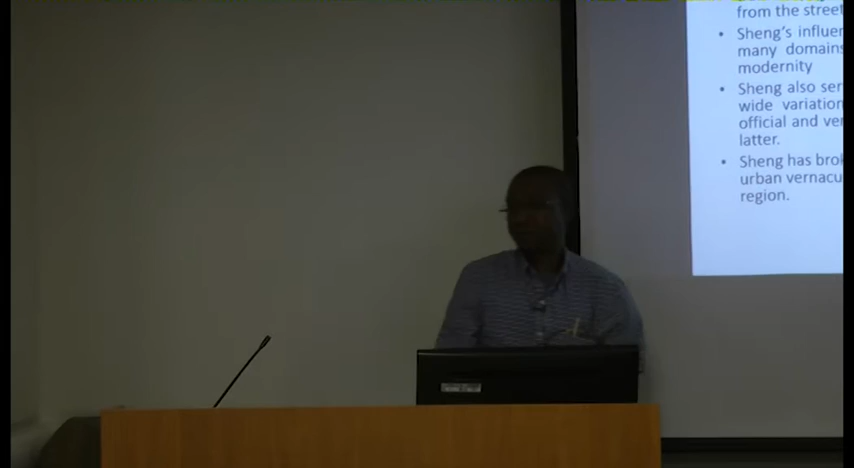 from the street
• Sheng's influen
many domains
modernity
• Sheng also ser
wide variation
official and ver
latter.
• Sheng has brok
urban vernacu
region.